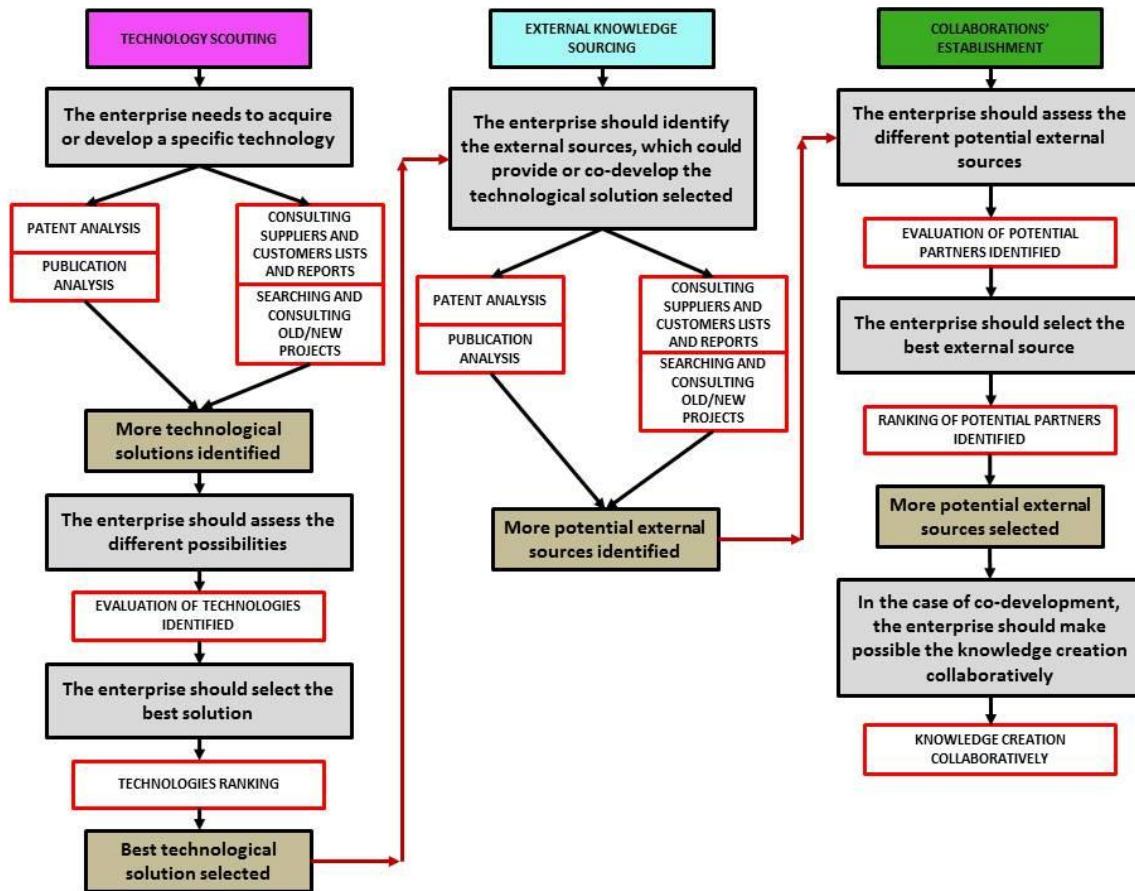 TECHNOLOGY SCOUTING
The enterprise needs to acquire
or develop a specific technology
PATENT ANALYSIS
PUBLICATION
ANALYSIS
CONSULTING
SUPPLIERS AND
CUSTOMERS LISTS
AND REPORTS
SEARCHING AND
CONSULTING
OLD/NEW
PROJECTS
More technological
solutions identified
The enterprise should assess the
different possibilities
EVALUATION OF TECHNOLOGIES
IDENTIFIED
The enterprise should select the
best solution
TECHNOLOGIES RANKING
Best technological
solution selected
EXTERNAL KNOWLEDGE
SOURCING
The enterprise should identify
the external sources, which could
provide or co-develop the
technological solution selected
PATENT ANALYSIS
PUBLICATION
ANALYSIS
CONSULTING
SUPPLIERS AND
CUSTOMERS LISTS
AND REPORTS
SEARCHING AND
CONSULTING
OLD/NEW
PROJECTS
More potential external
sources identified
COLLABORATIONS'
ESTABLISHMENT
The enterprise should assess the
different potential external
sources
EVALUATION OF POTENTIAL
PARTNERS IDENTIFIED
The enterprise should select the
best external source
RANKING OF POTENTIAL PARTNERS
IDENTIFIED
More potential external
sources selected
In the case of co-development,
the enterprise should make
possible the knowledge creation
collaboratively
KNOWLEDGE CREATION
COLLABORATIVELY